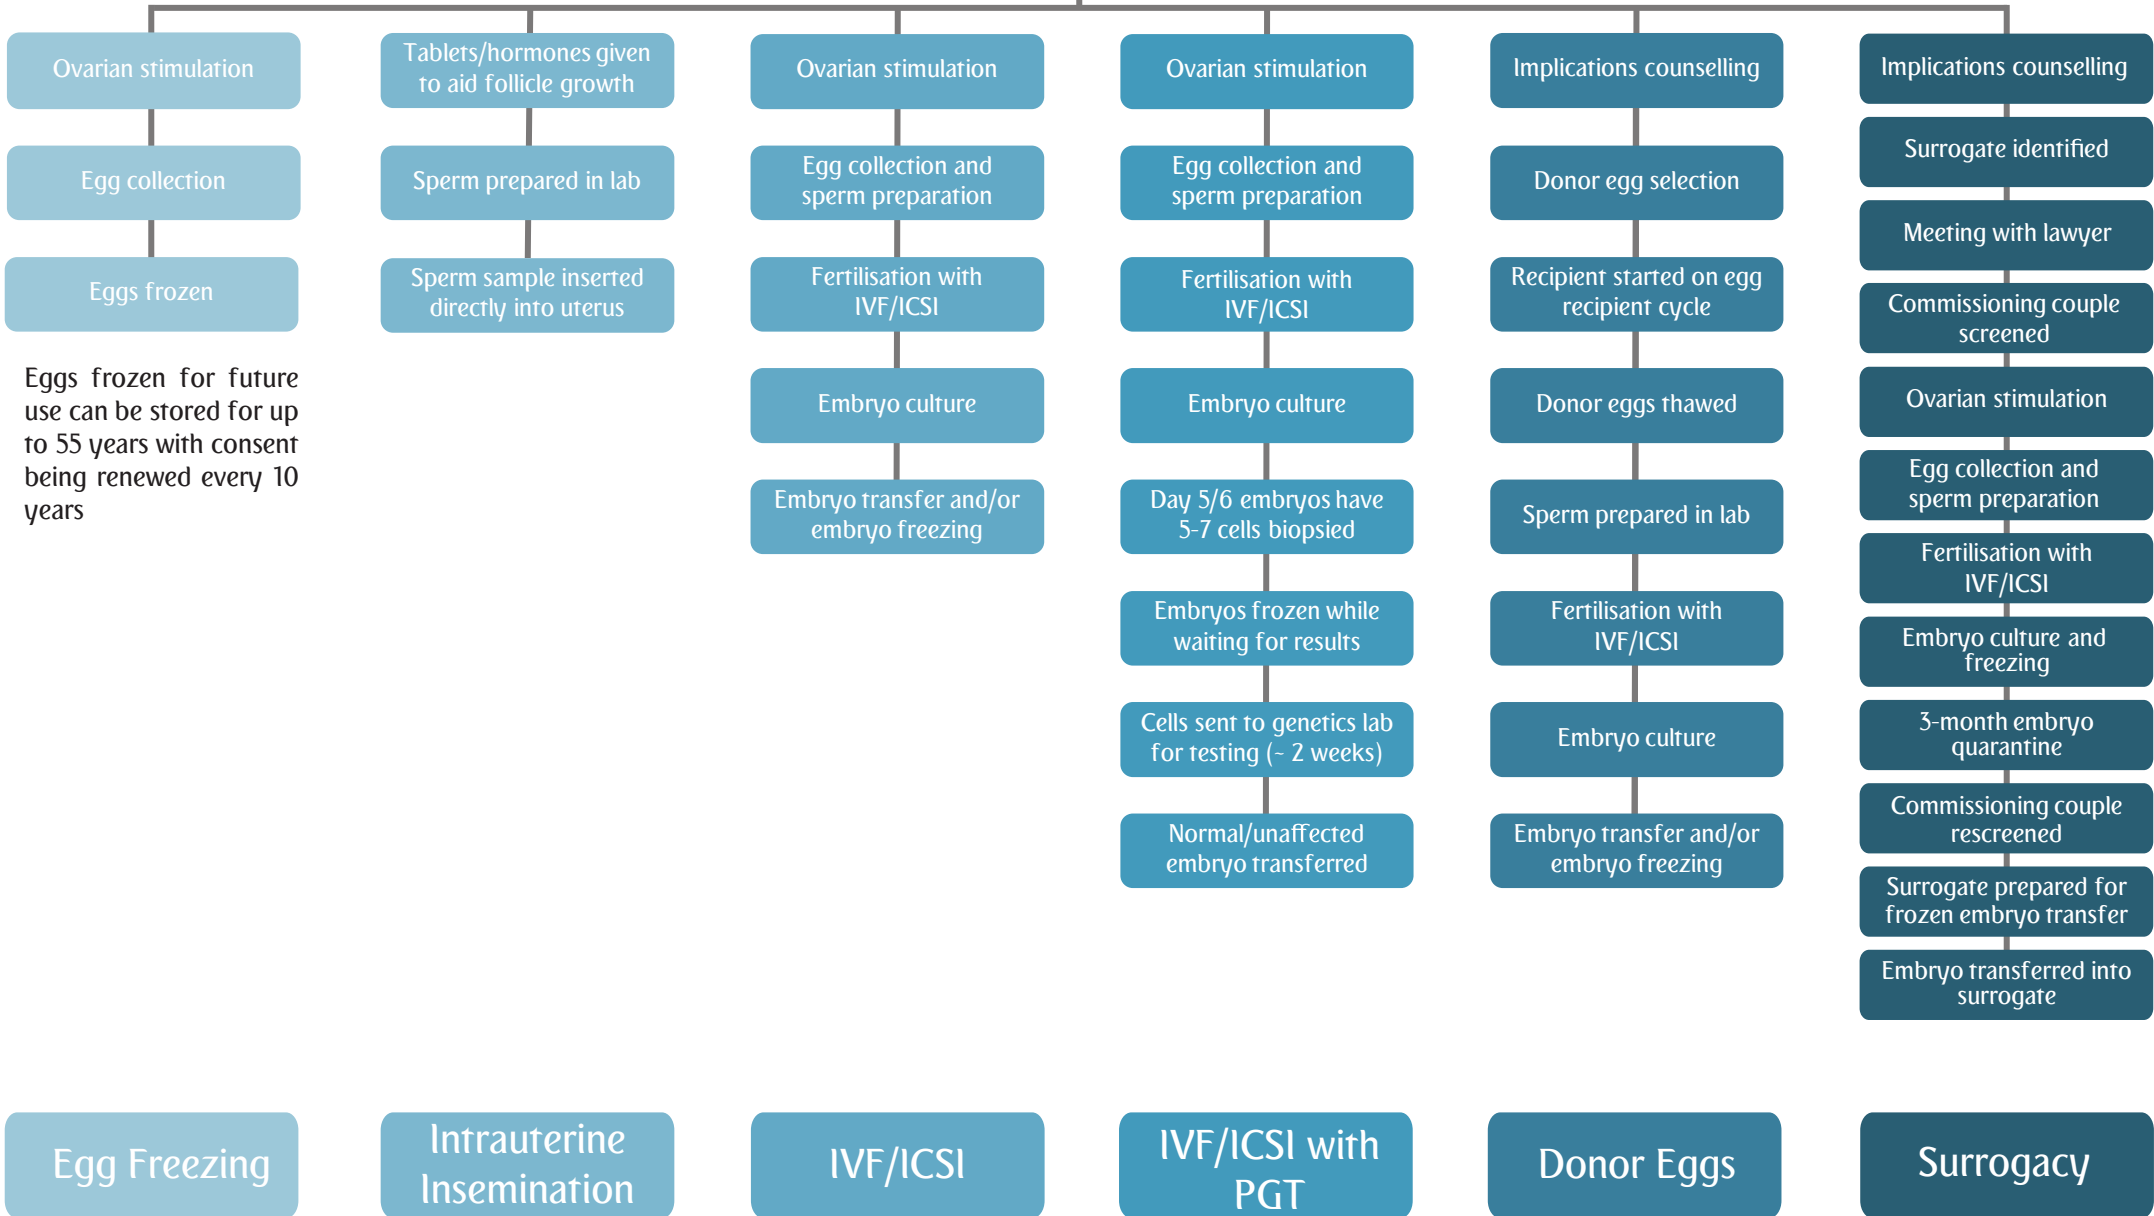 Ovarian stimulation
Egg collection
Eggs frozen
Eggs frozen for future
use can be stored for up
to 55 years with consent
being renewed every 10
years
Egg Freezing
Tablets/hormones given
to aid follicle growth
Sperm prepared in lab
Sperm sample inserted
directly into uterus
Intrauterine
Insemination
Ovarian stimulation
Egg collection and
sperm preparation
Fertilisation with
IVF/ICSI
Embryo culture
Embryo transfer and/or
embryo freezing
IVF/ICSI
Ovarian stimulation
Egg collection and
sperm preparation
Fertilisation with
IVF/ICSI
Embryo culture
Day 5/6 embryos have
5-7 cells biopsied
Embryos frozen while
waiting for results
Cells sent to genetics lab
for testing (~ 2 weeks)
Normal/unaffected
embryo transferred
IVF/ICSI with
PGT
Implications counselling
Donor egg selection
Recipient started on egg
recipient cycle
Donor eggs thawed
Sperm prepared in lab
Fertilisation with
IVF/ICSI
Embryo culture
Embryo transfer and/or
embryo freezing
Donor Eggs
Implications counselling
Surrogate identified
Meeting with lawyer
Commissioning couple
screened
Ovarian stimulation
Egg collection and
sperm preparation
Fertilisation with
IVF/ICSI
Embryo culture and
freezing
3-month embryo
quarantine
Commissioning couple
rescreened
Surrogate prepared for
frozen embryo transfer
Embryo transferred into
surrogate
Surrogacy